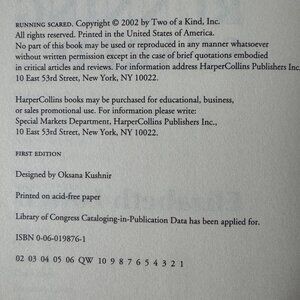 RUNNING SCARED. Copyright © 2002 by Two of a Kind, Inc.
All rights reserved. Printed in the United States of America.
No part of this book may be used or reproduced in any manner whatsoever
without written permission except in the case of brief quotations embodied
in critical articles and reviews. For information address HarperCollins Publishers Inc.,
10 East 53rd Street, New York, NY 10022.
HarperCollins books may be purchased for educational, business,
or sales promotional use. For information please write:
Special Markets Department, HarperCollins Publishers Inc.,
10 East 53rd Street, New York, NY 10022.
FIRST EDITION
Designed by Oksana Kushnir
Printed on acid-free paper
Library of Congress Cataloging-in-Publication Data has been applied for.
ISBN 0-06-019876-1
02 03 04 05 06 QW 10 9 8 7 6 5 4 3 2 1